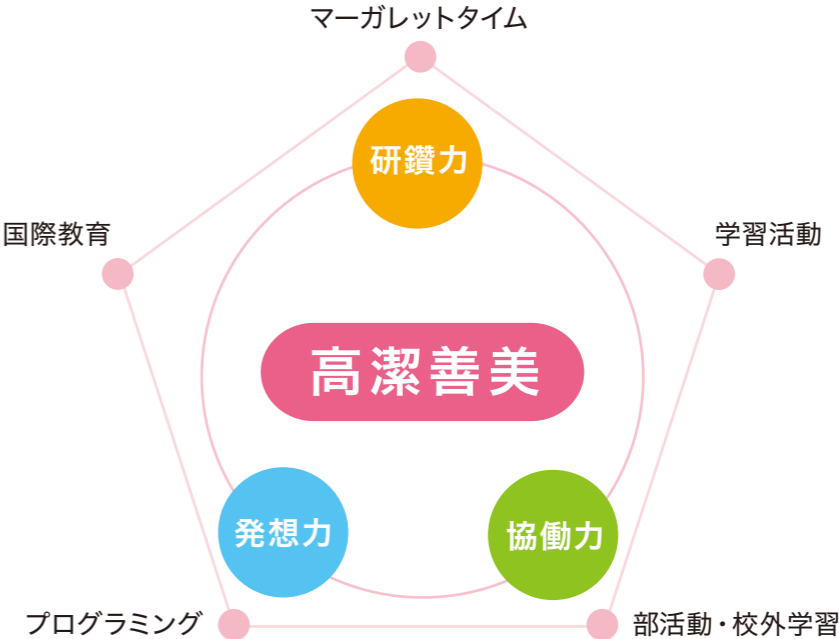 マーガレットタイム
研鑽力
国際教育
学習活動
高潔善美
発想力
協働力
プログラミング
部活動・校外学習